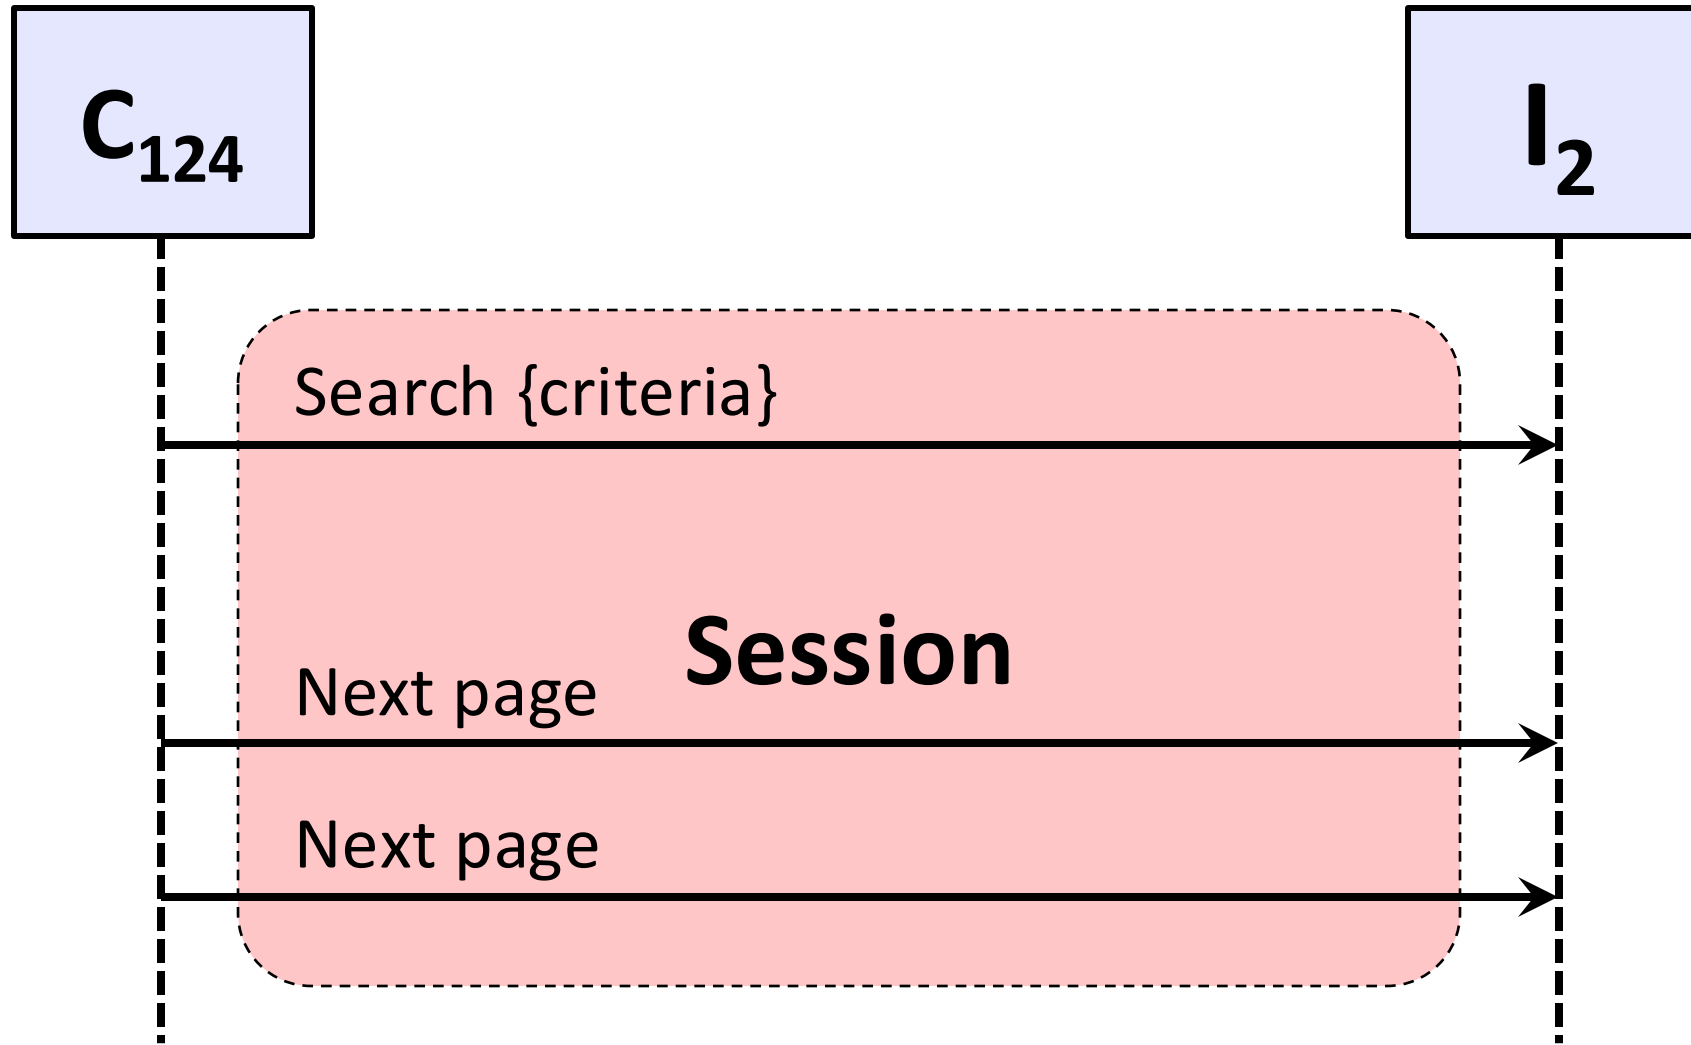 C₁₂₄
I₂
Search {criteria}
Session
Next page
Next page